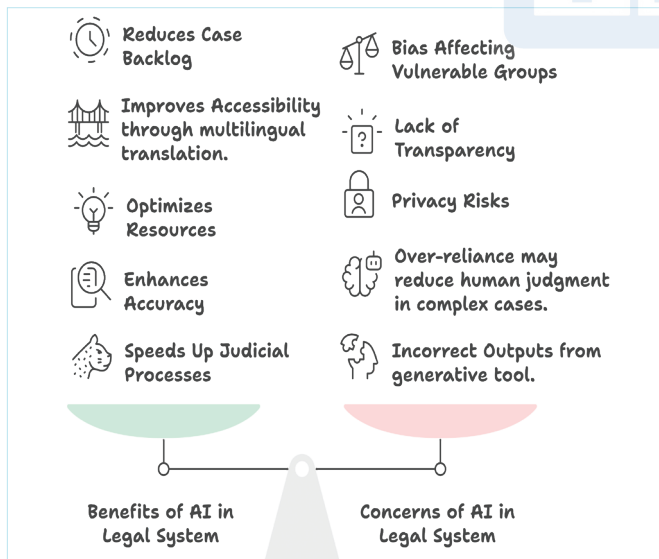 Reduces Case
Backlog
Improves Accessibility
through multilingual
translation.
Optimizes
Resources
Enhances
Accuracy
Speeds Up Judicial
Processes
Bias Affecting
Vulnerable Groups
?
Lack of
Transparency
Privacy Risks
Over-reliance may
reduce human judgment
in complex cases.
Incorrect Outputs from
generative tool.
Benefits of AI in
Legal System
Concerns of AI in
Legal System